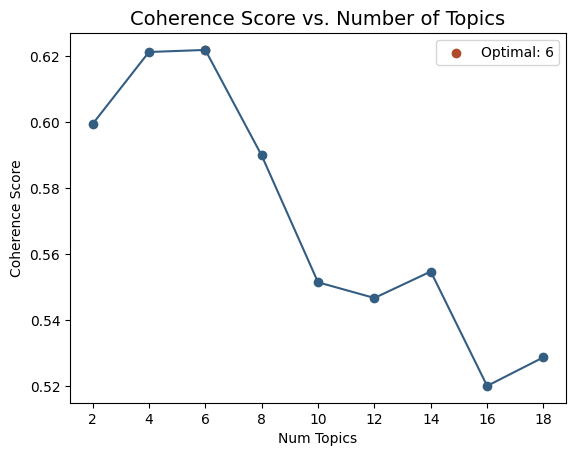 Coherence Score vs. Number of Topics
Optimal: 6
0.62
0.60
0.58
0.56
0.54
0.52
Coherence Score
2 4 6 8 10 12 14 16 18
Num Topics